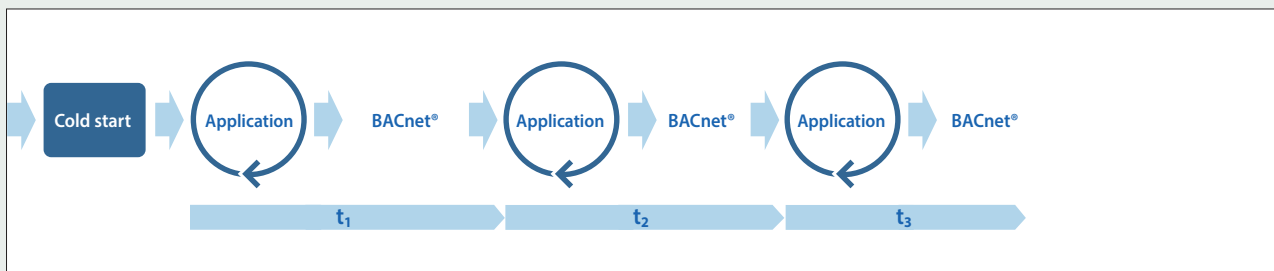 Cold start
Application
BACnet®
Application
BACnet®
Application
BACnet®
t₁
t₂
t₃